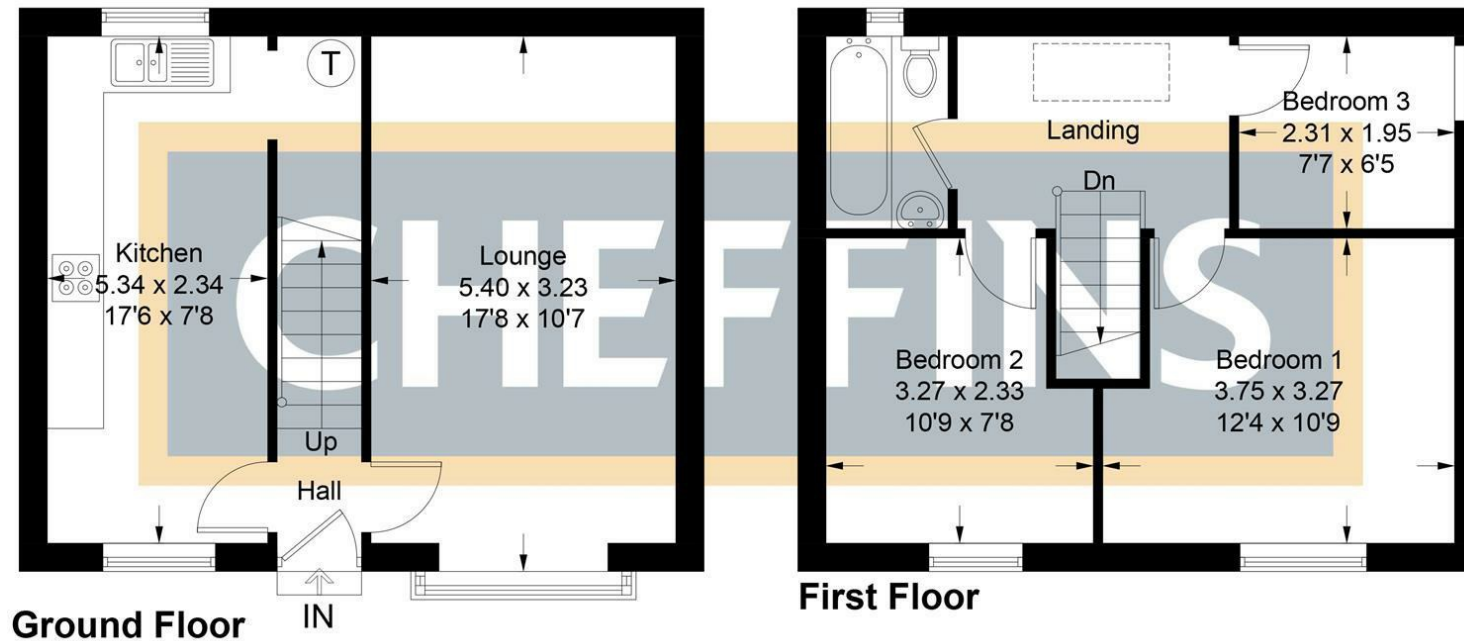 T
Kitchen
5.34 x 2.34
17'6 x 7'8
Lounge
5.40 x 3.23
17'8 x 10'7
Up
Hall
IN
Ground Floor
Landing
Dn
Bedroom 3
2.31 x 1.95
7'7 x 6'5
Bedroom 2
3.27 x 2.33
10'9 x 7'8
Bedroom 1
3.75 x 3.27
12'4 x 10'9
First Floor
CHEFFINS